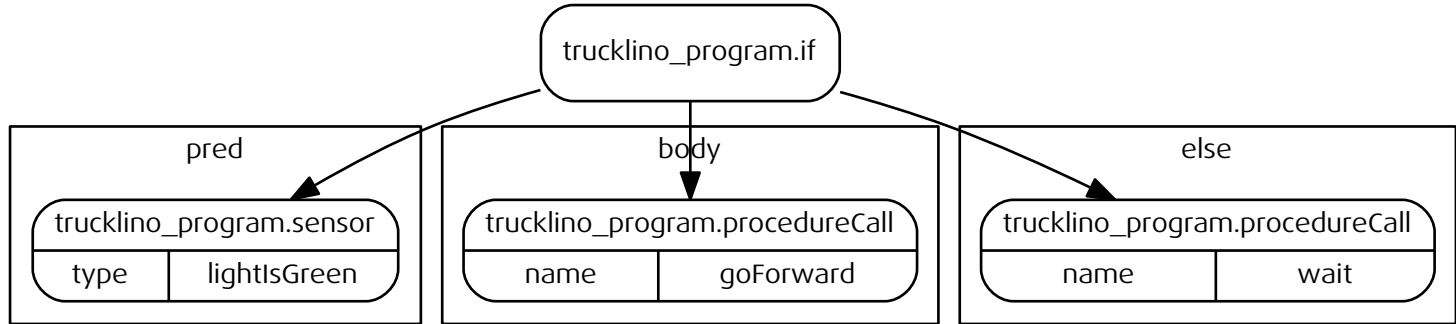 trucklino_program.if
pred
body
else
trucklino_program.sensor
type lightIsGreen
trucklino_program.procedureCall
name goForward
trucklino_program.procedureCall
name wait